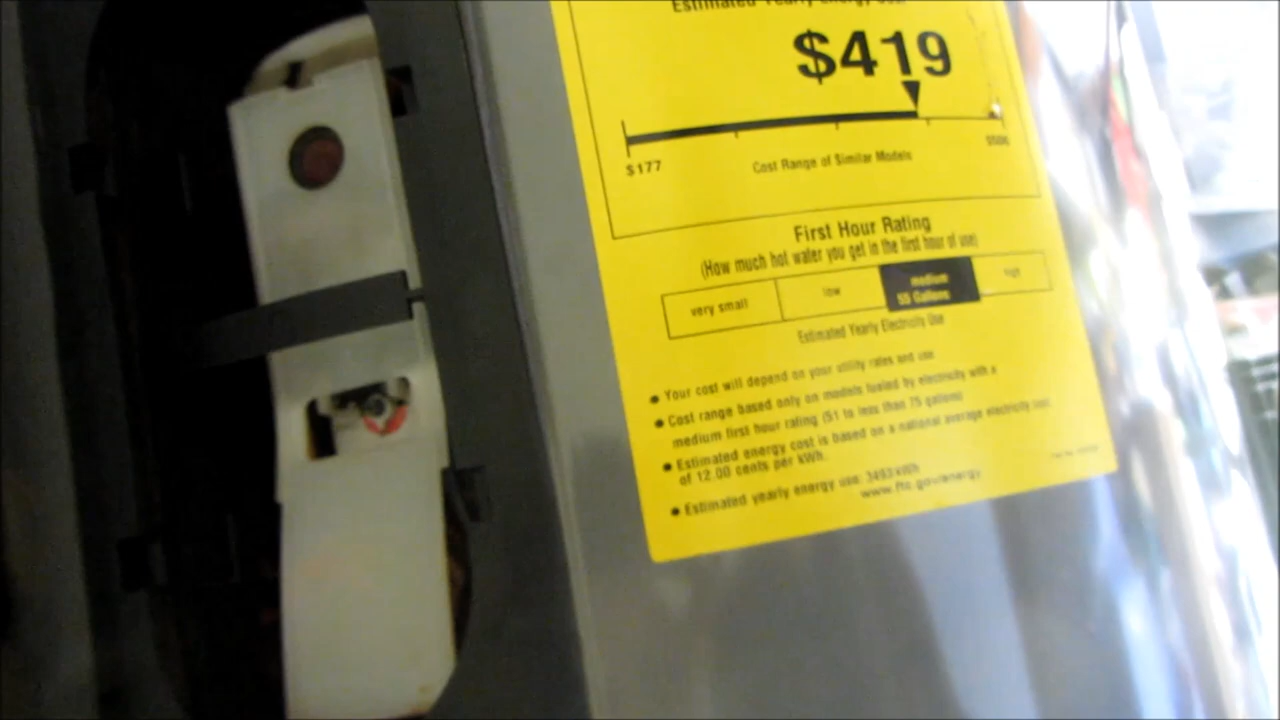 Estimated Yearly Energy Cost
$419
$177
Cost Range of Similar Models
First Hour Rating
(How much hot water you get in the first hour of use)
very small
low
medium
55 Gallons
high
Estimated Yearly Electricity Use
● Your cost will depend on your utility rates and use
● Cost range based only on models fueled by electricity with a
medium first hour rating (51 to less than 75 gallons)
● Estimated energy cost is based on a national average electricity cost
of 12.00 cents per kWh.
● Estimated yearly energy use: 3493 kWh
www.ftc.gov/energy